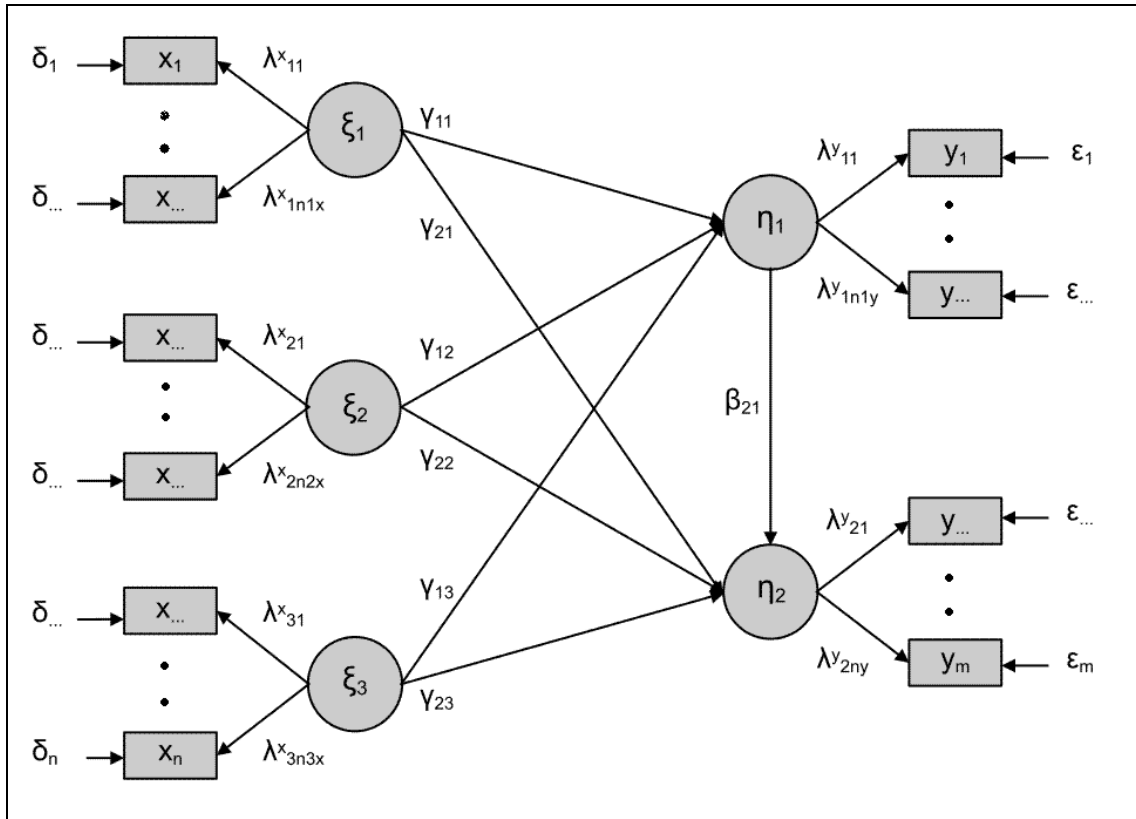 δ₁
x₁
λˣ₁₁
ξ₁
γ₁₁
δ...
x...
λˣ₁ₙ₁ₓ
γ₂₁
λʸ₁₁
y₁
ε₁
η₁
λʸ₁ₙ₁y
y...
ε...
δ...
x...
λˣ₂₁
γ₁₂
ξ₂
β₂₁
δ...
x...
λˣ₂ₙ₂ₓ
γ₂₂
λʸ₂₁
y...
ε...
δ...
x...
λˣ₃₁
γ₁₃
η₂
ξ₃
λʸ₂ₙy
yₘ
εₘ
γ₂₃
δₙ
xₙ
λˣ₃ₙ₃ₓ